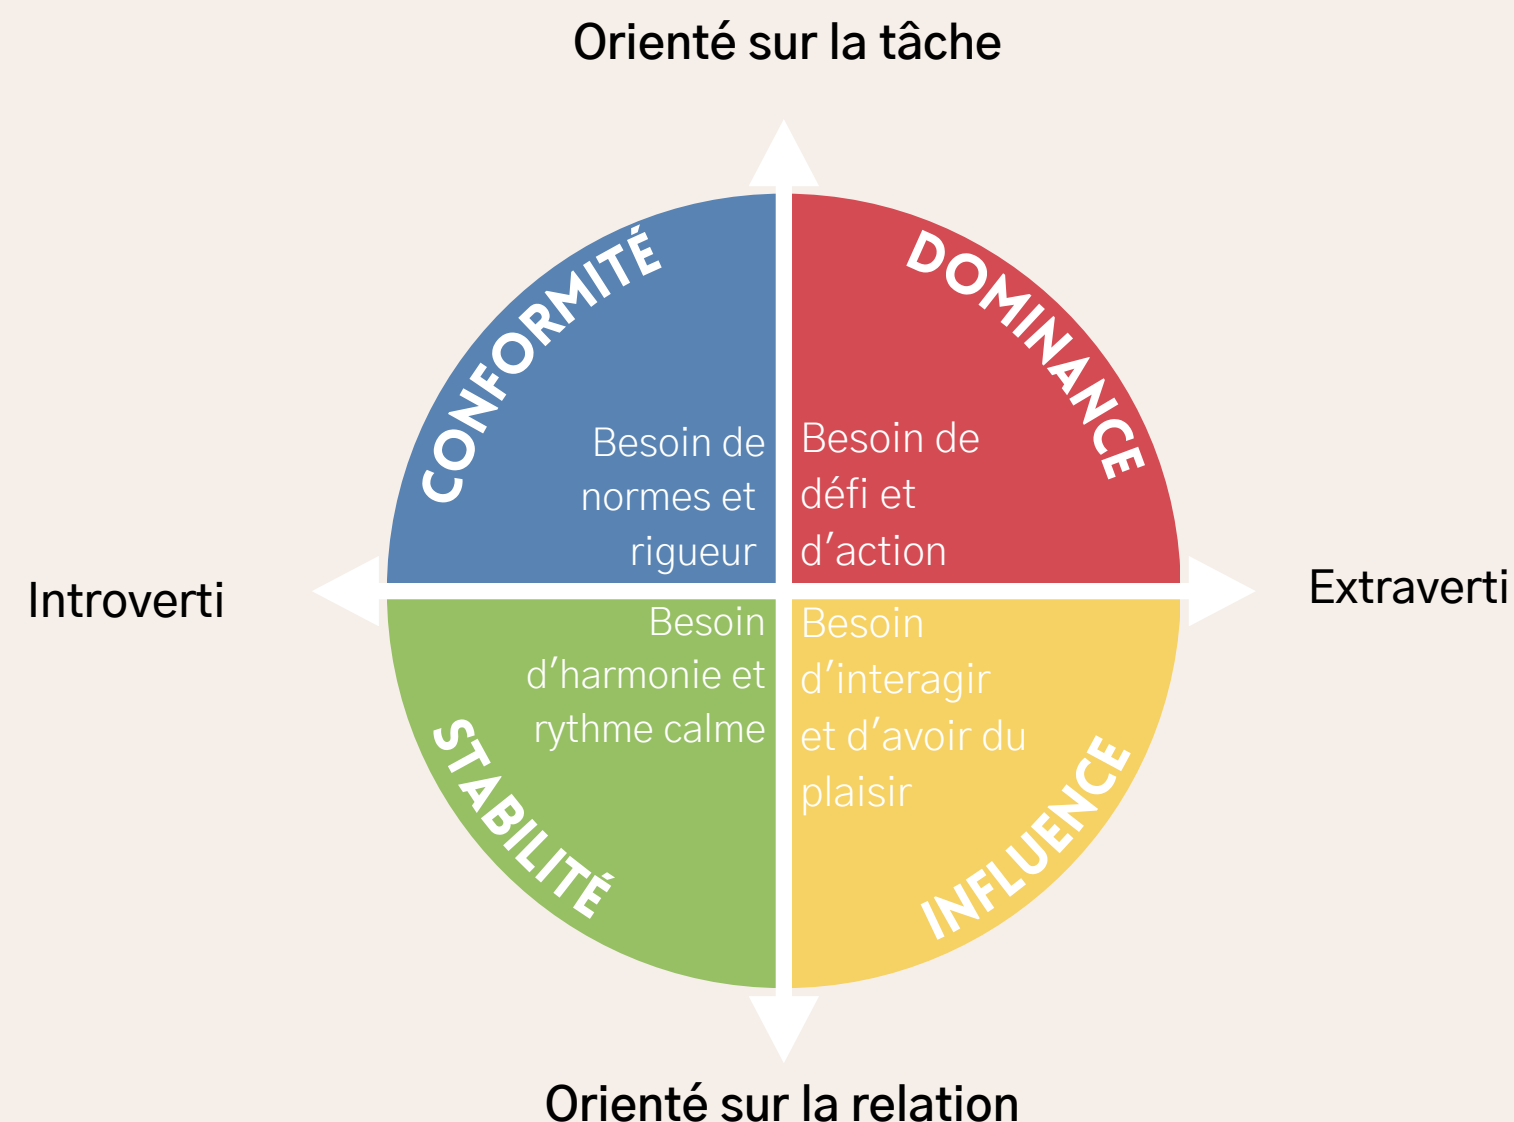 Orienté sur la tâche
CONFORMITÉ
Besoin de
normes et
rigueur
DOMINANCE
Besoin de
défi et
d'action
Introverti
Extraverti
Besoin
d'harmonie et
rythme calme
STABILITÉ
Besoin
d'interagir
et d'avoir du
plaisir
INFLUENCE
Orienté sur la relation